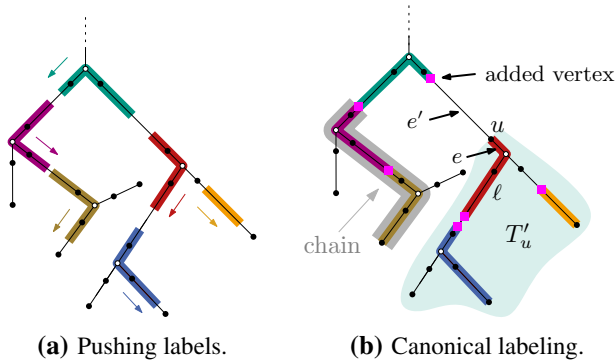 added vertex
e′
u
e
ℓ
chain
T′u
(a) Pushing labels.
(b) Canonical labeling.